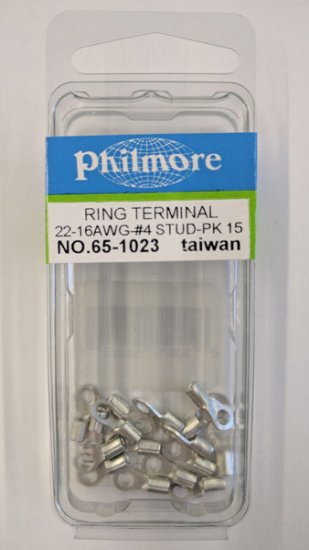 Philmore
RING TERMINAL
22-16AWG-#4 STUD-PK 15
NO.65-1023 taiwan